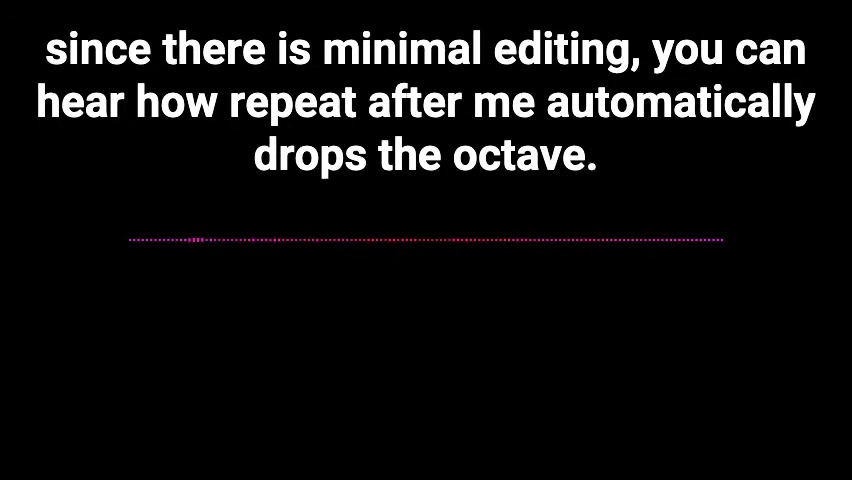 since there is minimal editing, you can
hear how repeat after me automatically
drops the octave.